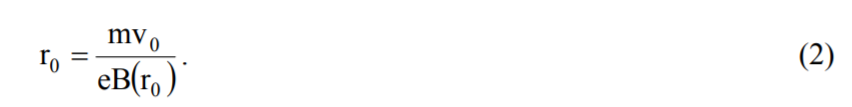 r₀ = mv₀ / eB(r₀) . (2)